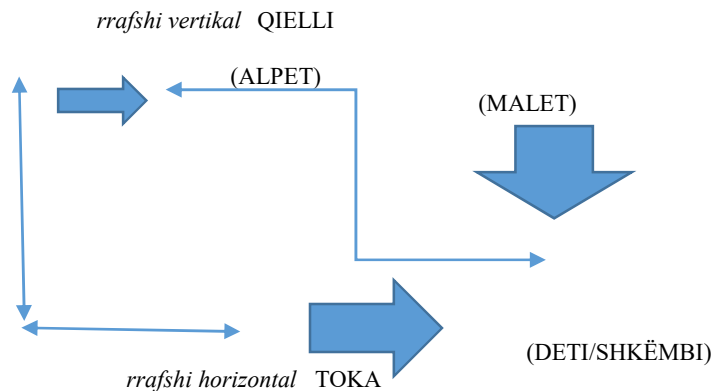 rrafshi vertikal QIELLI
(ALPET)
(MALET)
(DETI/SHKËMBI)
rrafshi horizontal TOKA